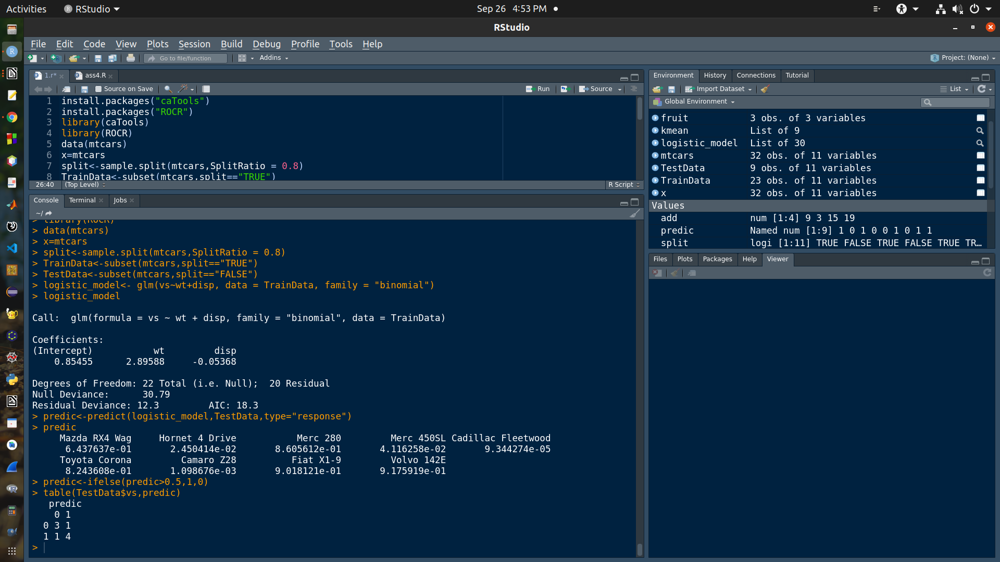 Activities RStudio Sep 26 4:53 PM
RStudio
File Edit Code View Plots Session Build Debug Profile Tools Help
Go to file/function Addins Project: (None)
1.r* ass4.R
Source on Save Run Source
1 install.packages("caTools")
2 install.packages("ROCR")
3 library(caTools)
4 library(ROCR)
5 data(mtcars)
6 x=mtcars
7 split<-sample.split(mtcars,SplitRatio = 0.8)
8 TrainData<-subset(mtcars,split=="TRUE")
26:40 (Top Level) R Script
Console Terminal Jobs
~/
> library(ROCR)
> data(mtcars)
> x=mtcars
> split<-sample.split(mtcars,SplitRatio = 0.8)
> TrainData<-subset(mtcars,split=="TRUE")
> TestData<-subset(mtcars,split=="FALSE")
> logistic_model<- glm(vs~wt+disp, data = TrainData, family = "binomial")
> logistic_model
Call:  glm(formula = vs ~ wt + disp, family = "binomial", data = TrainData)
Coefficients:
(Intercept)           wt         disp
    0.85455      2.89588     -0.05368
Degrees of Freedom: 22 Total (i.e. Null);  20 Residual
Null Deviance:      30.79
Residual Deviance: 12.3         AIC: 18.3
> predic<-predict(logistic_model,TestData,type="response")
> predic
     Mazda RX4 Wag     Hornet 4 Drive           Merc 280         Merc 450SL Cadillac Fleetwood
      6.437637e-01       2.450414e-02       8.605612e-01       4.116258e-02       9.344274e-05
     Toyota Corona         Camaro Z28          Fiat X1-9         Volvo 142E
      8.243608e-01       1.098676e-03       9.018121e-01       9.175919e-01
> predic<-ifelse(predic>0.5,1,0)
> table(TestData$vs,predic)
   predic
    0 1
  0 3 1
  1 1 4
>
Environment History Connections Tutorial
Import Dataset List
Global Environment
fruit 3 obs. of 3 variables
kmean List of 9
logistic_model List of 30
mtcars 32 obs. of 11 variables
TestData 9 obs. of 11 variables
TrainData 23 obs. of 11 variables
x 32 obs. of 11 variables
Values
add num [1:4] 9 3 15 19
predic Named num [1:9] 1 0 1 0 0 1 0 1 1
split logi [1:11] TRUE FALSE TRUE FALSE TRUE TR…
Files Plots Packages Help Viewer